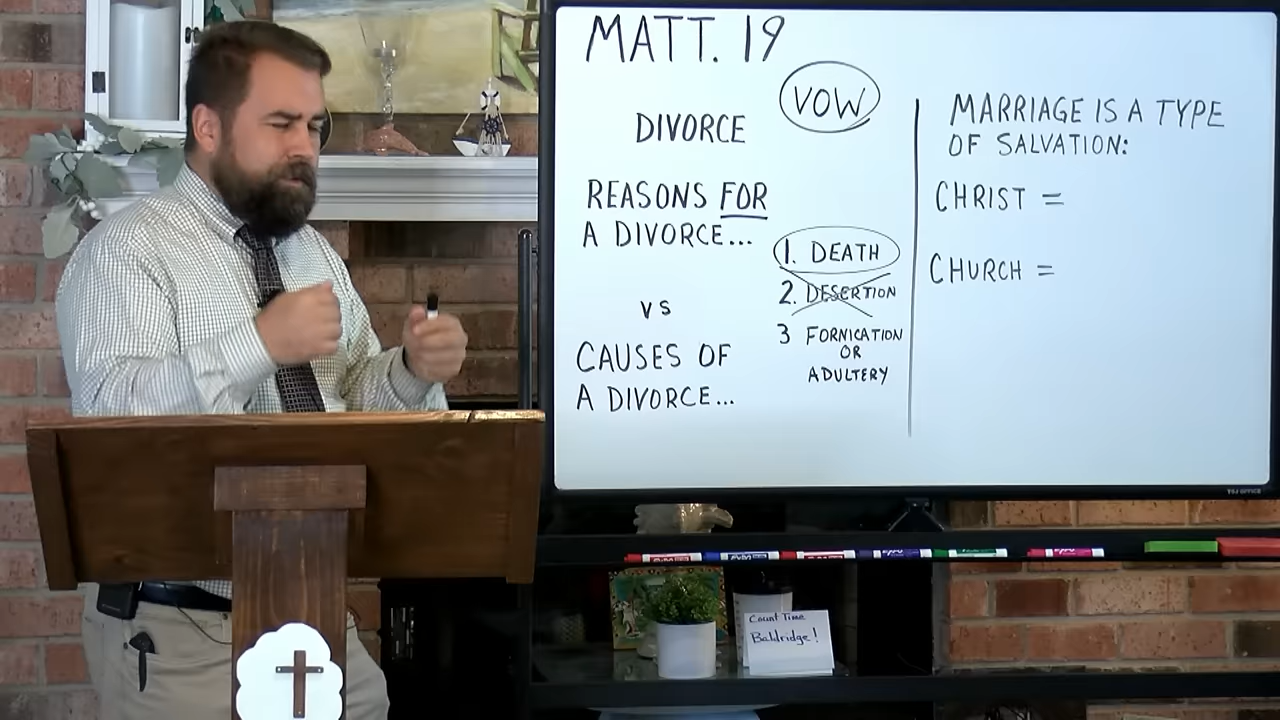 MATT. 19
VOW
DIVORCE
REASONS FOR
A DIVORCE...
VS
CAUSES OF
A DIVORCE...
1. DEATH
2. DESERTION
3 FORNICATION
OR
ADULTERY
MARRIAGE IS A TYPE
OF SALVATION:
CHRIST =
CHURCH =
Count Time
Baldridge!